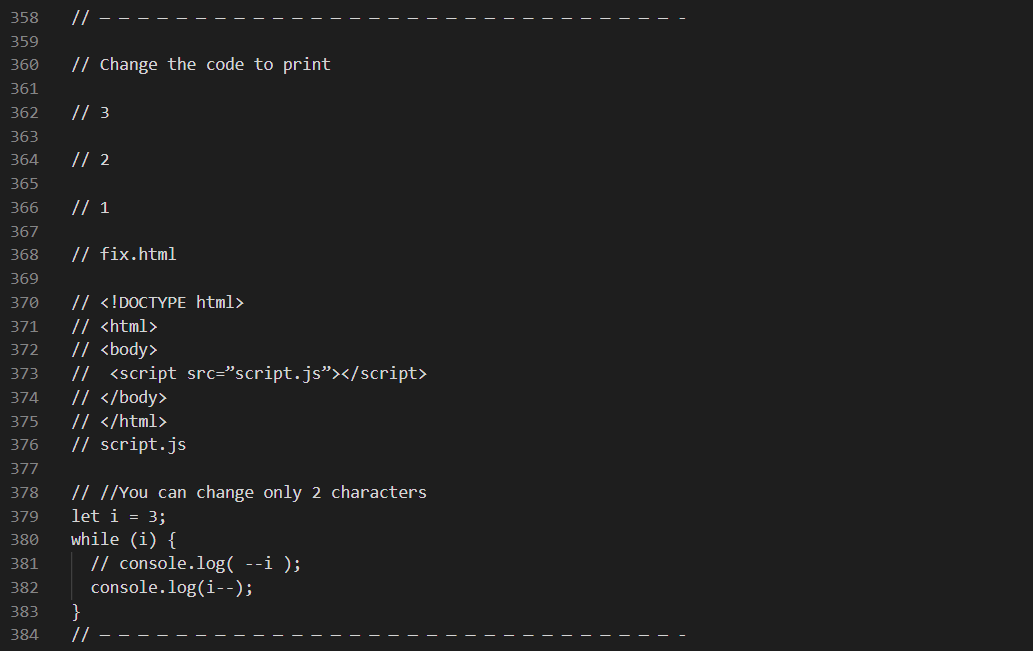 358 // — — — — — — — — — — — — — — — — — — — — — — — — — — — — — — -
359
360 // Change the code to print
361
362 // 3
363
364 // 2
365
366 // 1
367
368 // fix.html
369
370 // <!DOCTYPE html>
371 // <html>
372 // <body>
373 //  <script src=”script.js”></script>
374 // </body>
375 // </html>
376 // script.js
377
378 // //You can change only 2 characters
379 let i = 3;
380 while (i) {
381   // console.log( --i );
382   console.log(i--);
383 }
384 // — — — — — — — — — — — — — — — — — — — — — — — — — — — — — — -